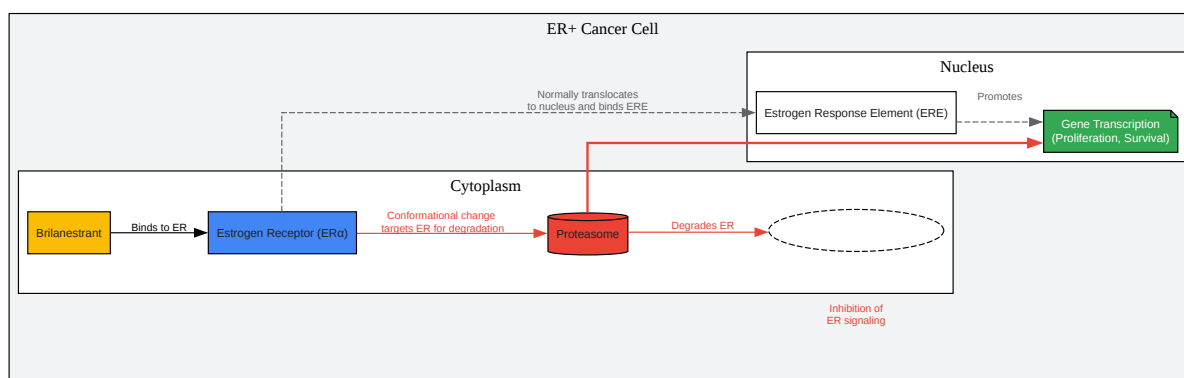 ER+ Cancer Cell
Nucleus
Normally translocates
to nucleus and binds ERE
Estrogen Response Element (ERE)
Promotes
Gene Transcription
(Proliferation, Survival)
Cytoplasm
Brilanestrant
Binds to ER
Estrogen Receptor (ERα)
Conformational change
targets ER for degradation
Proteasome
Degrades ER
Inhibition of
ER signaling